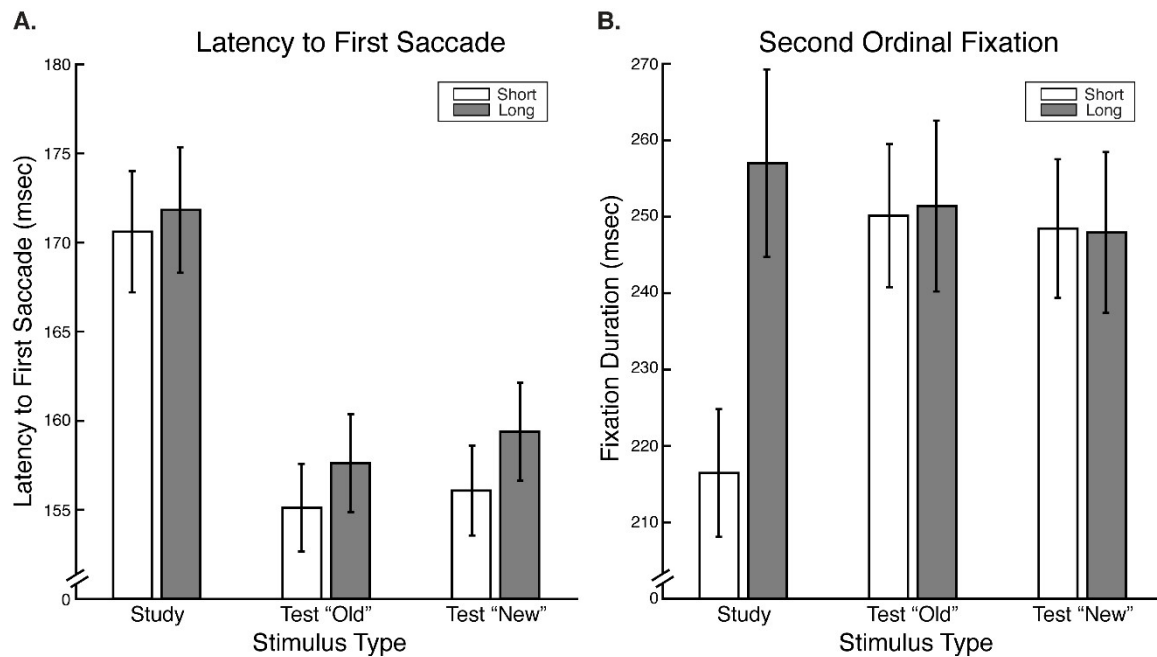 A.
Latency to First Saccade
Short
Long
Latency to First Saccade (msec)
180
175
170
165
160
155
0
Study
Test “Old”
Test “New”
Stimulus Type
B.
Second Ordinal Fixation
Short
Long
Fixation Duration (msec)
270
260
250
240
230
220
210
0
Study
Test “Old”
Test “New”
Stimulus Type